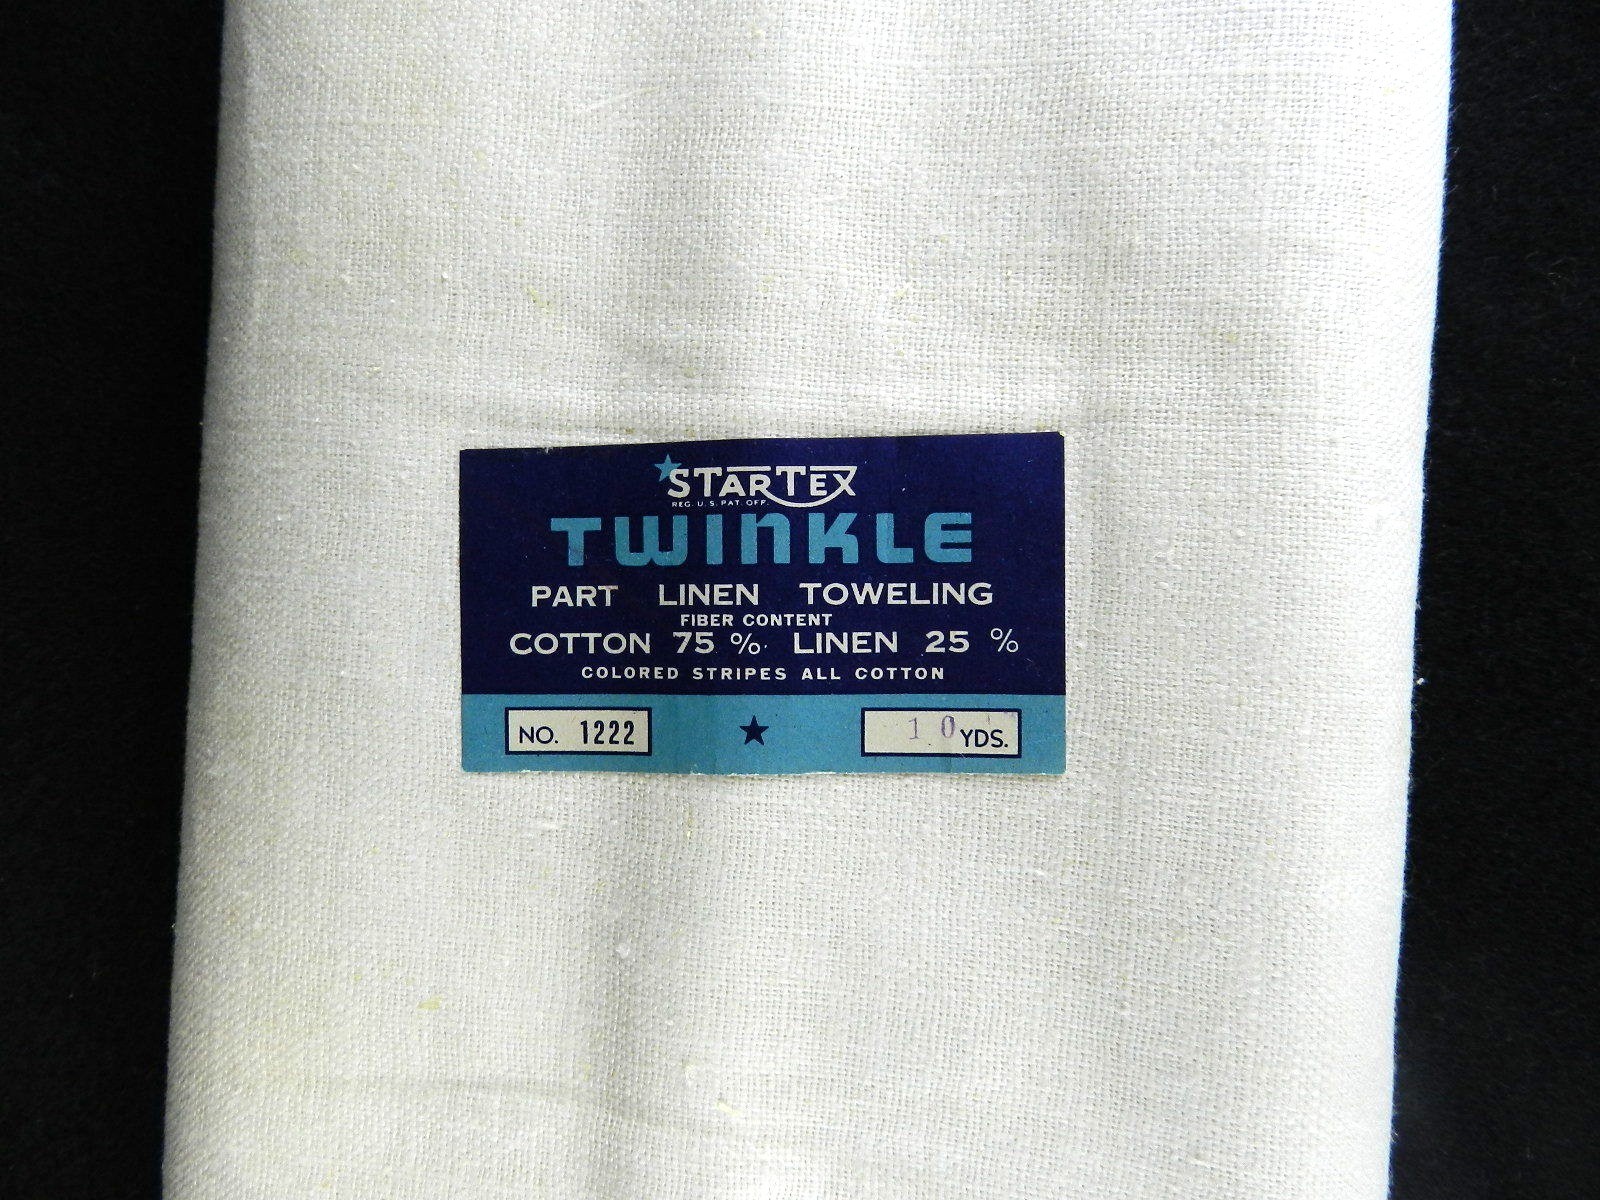 STARTEX
REG. U.S. PAT. OFF.
TWINKLE
PART LINEN TOWELING
FIBER CONTENT
COTTON 75 % LINEN 25 %
COLORED STRIPES ALL COTTON
NO. 1222
10 YDS.